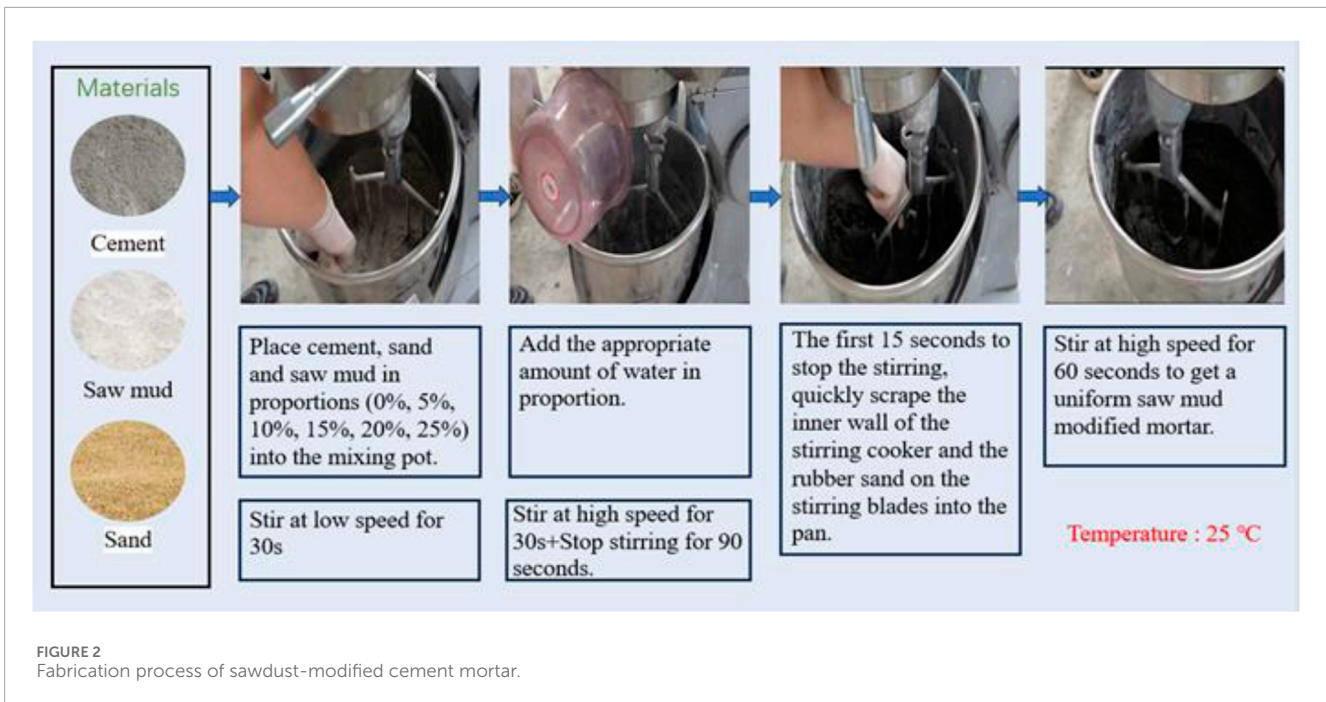 Materials
Cement
Saw mud
Sand
Place cement, sand
and saw mud in
proportions (0%, 5%,
10%, 15%, 20%, 25%)
into the mixing pot.
Stir at low speed for
30s
Add the appropriate
amount of water in
proportion.
Stir at high speed for
30s+Stop stirring for 90
seconds.
The first 15 seconds to
stop the stirring,
quickly scrape the
inner wall of the
stirring cooker and the
rubber sand on the
stirring blades into the
pan.
Stir at high speed for
60 seconds to get a
uniform saw mud
modified mortar.
Temperature : 25 ℃
FIGURE 2
Fabrication process of sawdust-modified cement mortar.